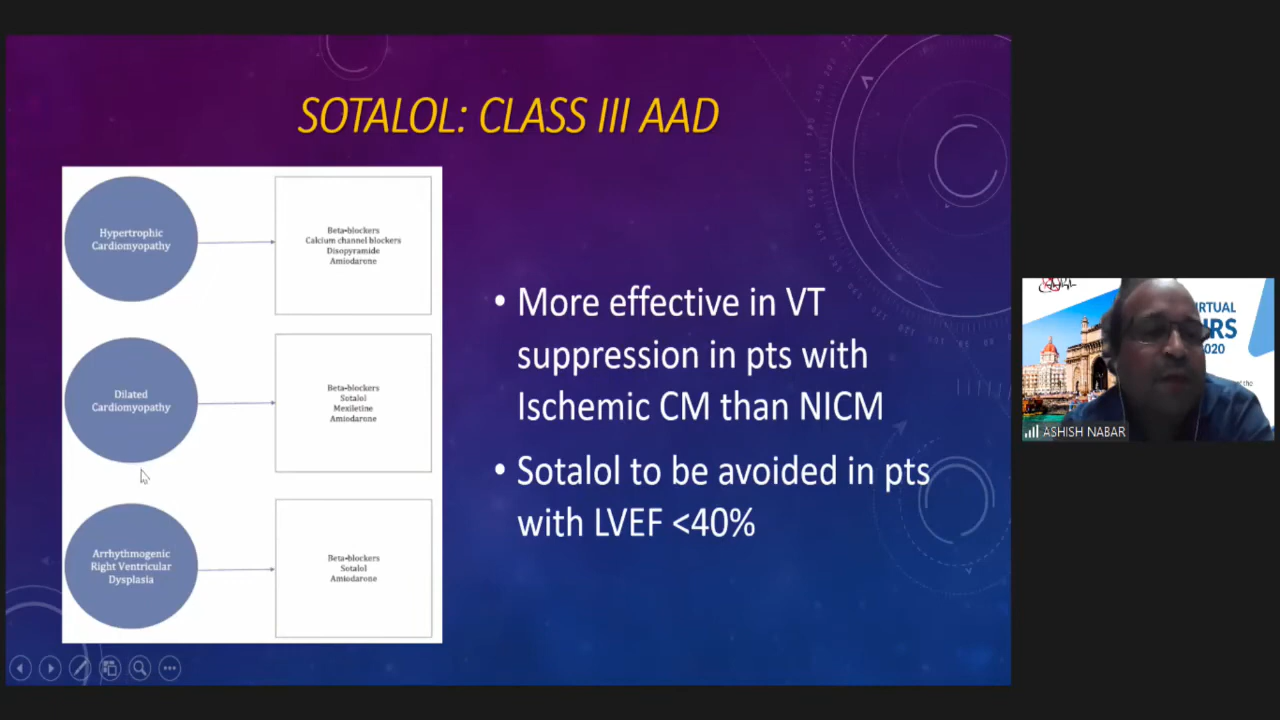 SOTALOL: CLASS III AAD
Hypertrophic
Cardiomyopathy
Beta-blockers
Calcium channel blockers
Disopyramide
Amiodarone
Dilated
Cardiomyopathy
Beta-blockers
Sotalol
Mexiletine
Amiodarone
Arrhythmogenic
Right Ventricular
Dysplasia
Beta-blockers
Sotalol
Amiodarone
• More effective in VT
suppression in pts with
Ischemic CM than NICM
• Sotalol to be avoided in pts
with LVEF <40%
IRTUAL
RS
2020
ASHISH NABAR